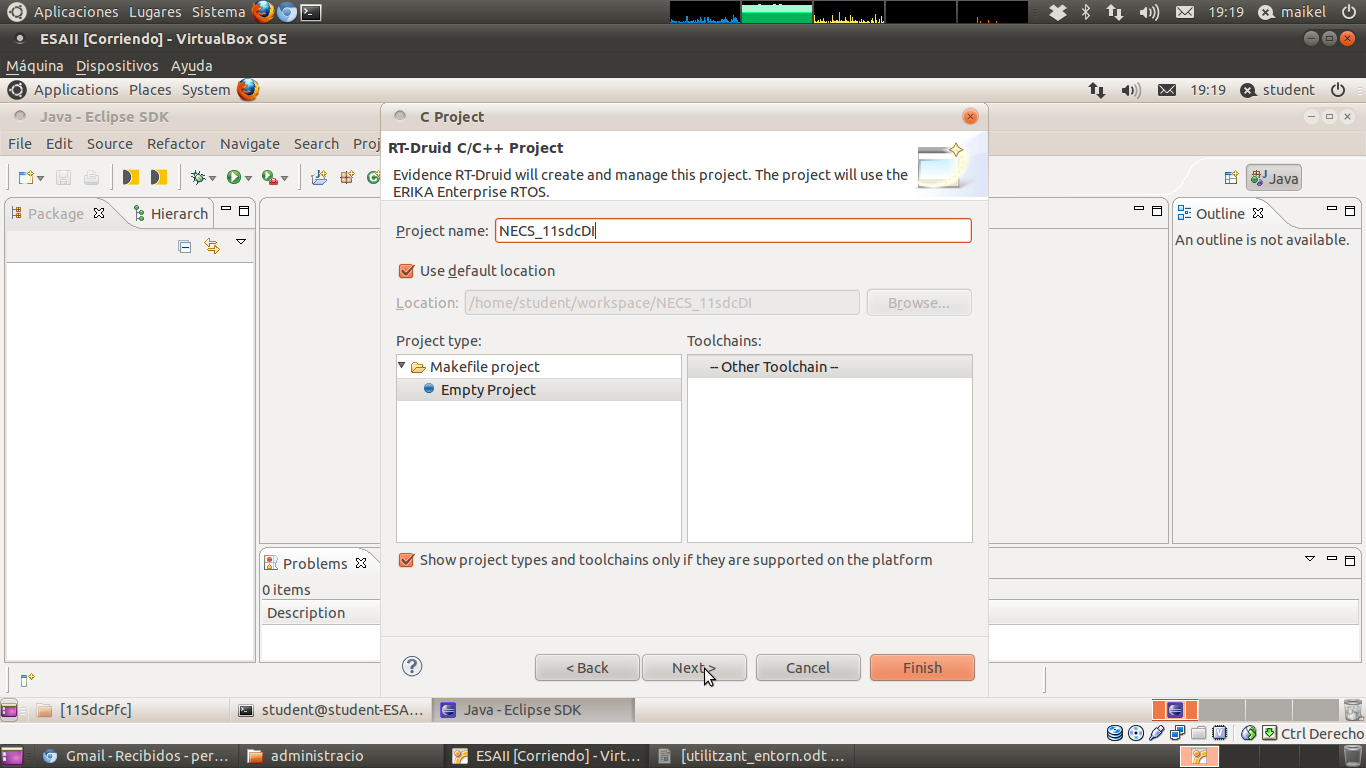 Aplicaciones Lugares Sistema 19:19 maikel
ESAII [Corriendo] - VirtualBox OSE
Máquina Dispositivos Ayuda
Applications Places System 19:19 student
Java - Eclipse SDK
C Project
File Edit Source Refactor Navigate Search Proj
RT-Druid C/C++ Project
Evidence RT-Druid will create and manage this project. The project will use the
ERIKA Enterprise RTOS.
Java
Package Hierarch Outline
An outline is not available.
Project name: NECS_11sdcDI
Use default location
Location: /home/student/workspace/NECS_11sdcDI Browse...
Project type: Toolchains:
Makefile project -- Other Toolchain --
Empty Project
Show project types and toolchains only if they are supported on the platform
Problems
0 items
Description
< Back Next > Cancel Finish
[11SdcPfc] student@student-ESA... Java - Eclipse SDK
Ctrl Derecho
Gmail - Recibidos - per... administracio ESAII [Corriendo] - Virt... [utilitzant_entorn.odt ...